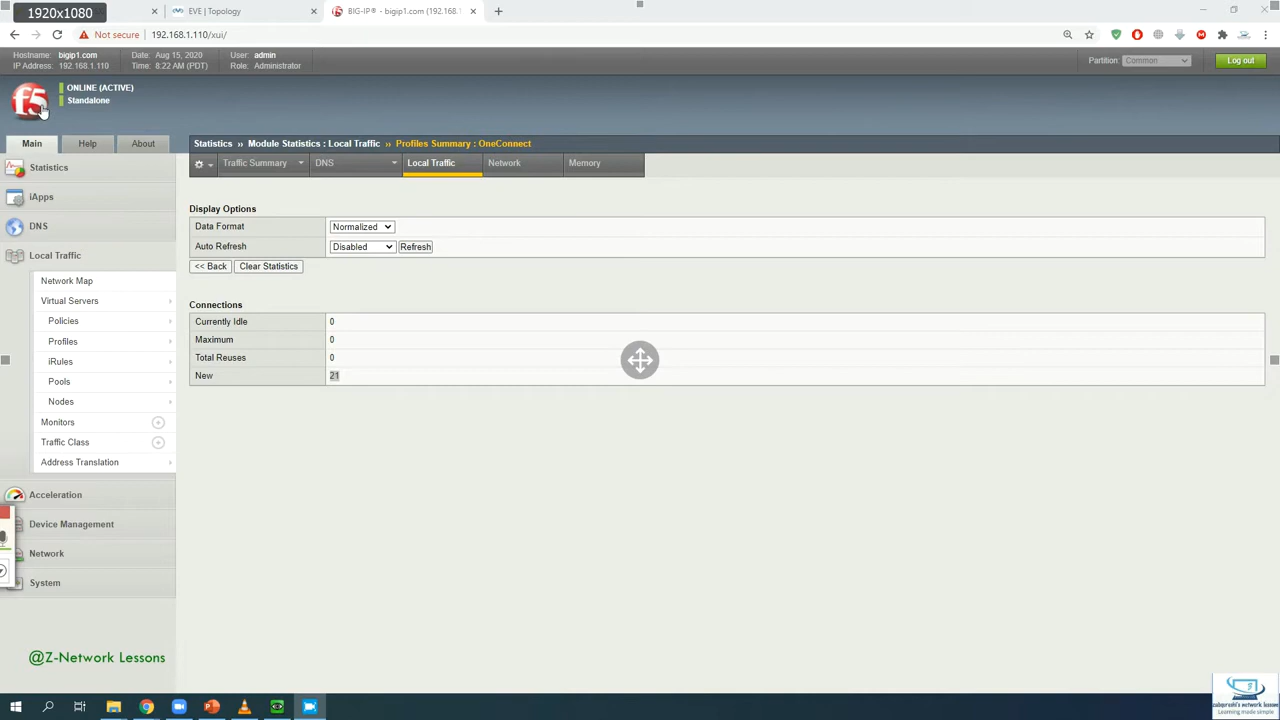 1920x1080
EVE | Topology
BIG-IP® - bigip1.com (192.168.1
Not secure
192.168.1.110/xui/
Hostname: bigip1.com
IP Address: 192.168.1.110
Date: Aug 15, 2020
Time: 8:22 AM (PDT)
User: admin
Role: Administrator
Partition: Common
Log out
f5
ONLINE (ACTIVE)
Standalone
Main
Help
About
Statistics ›› Module Statistics : Local Traffic ›› Profiles Summary : OneConnect
Traffic Summary
DNS
Local Traffic
Network
Memory
Statistics
iApps
DNS
Local Traffic
Network Map
Virtual Servers
Policies
Profiles
iRules
Pools
Nodes
Monitors
Traffic Class
Address Translation
Acceleration
Device Management
Network
System
Display Options
Data Format Normalized
Auto Refresh Disabled Refresh
<< Back Clear Statistics
Connections
Currently Idle 0
Maximum 0
Total Reuses 0
New 21
@Z-Network Lessons
Learning made simple